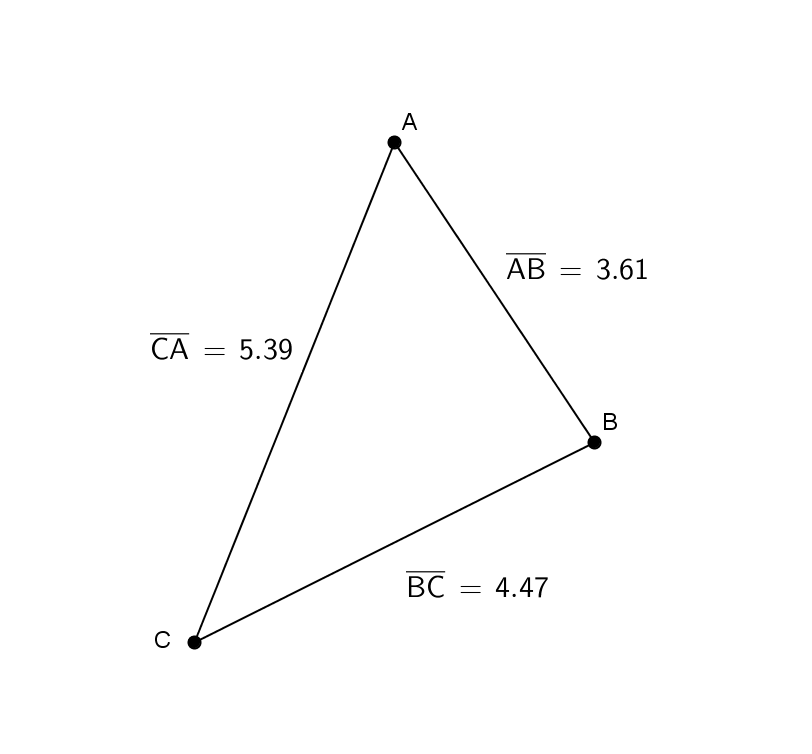 A
AB = 3.61
CA = 5.39
B
BC = 4.47
C